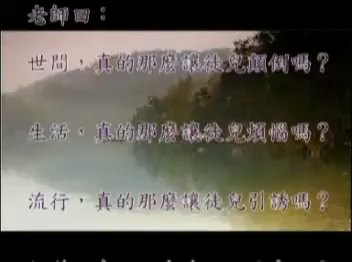 老師曰：
世間，真的那麼讓徒兒顛倒嗎？
生活，真的那麼讓徒兒煩惱嗎？
流行，真的那麼讓徒兒引誘嗎？